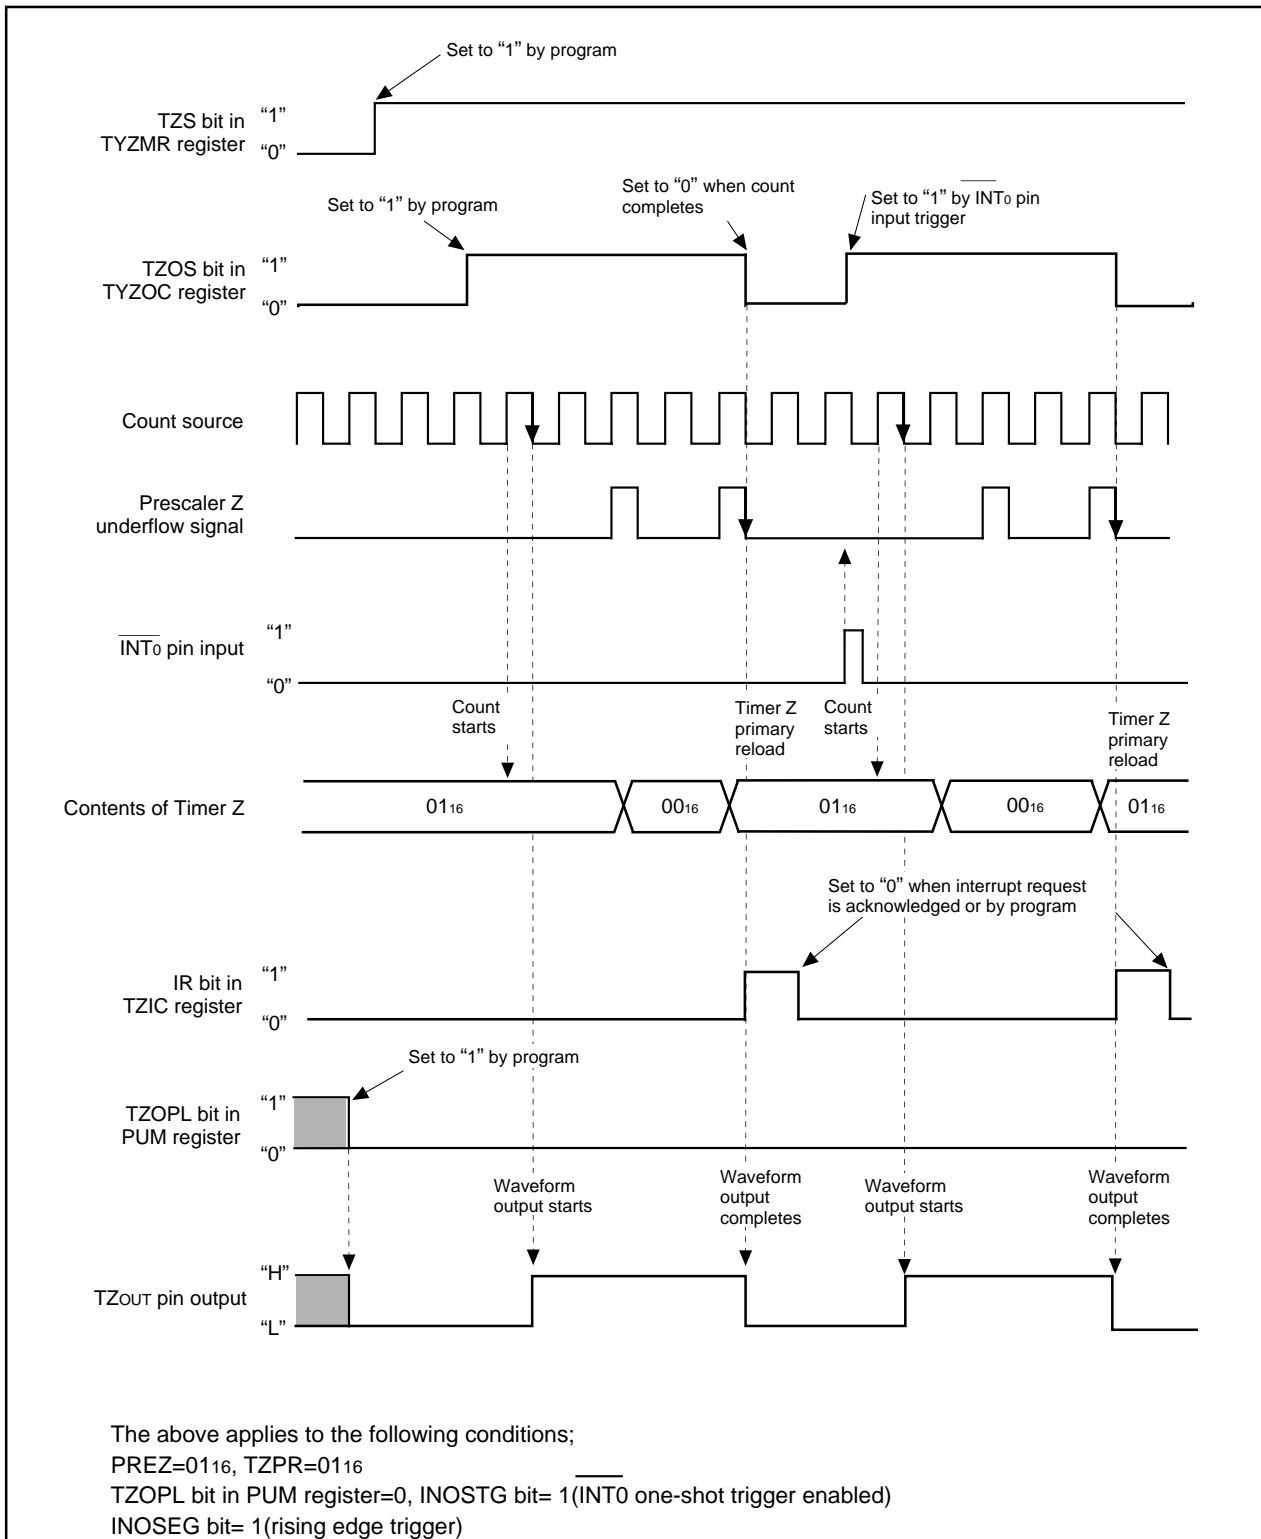 Set to “1” by program
TZS bit in
TYZMR register
“1”
“0”
Set to “1” by program
Set to “0” when count
completes
Set to “1” by INT0 pin
input trigger
TZOS bit in
TYZOC register
“1”
“0”
Count source
Prescaler Z
underflow signal
INT0 pin input
“1”
“0”
Count
starts
Timer Z
primary
reload
Count
starts
Timer Z
primary
reload
Contents of Timer Z
0116
0016
0116
0016
0116
Set to “0” when interrupt request
is acknowledged or by program
IR bit in
TZIC register
“1”
“0”
Set to “1” by program
TZOPL bit in
PUM register
“1”
“0”
Waveform
output starts
Waveform
output
completes
Waveform
output starts
Waveform
output
completes
TZOUT pin output
“H”
“L”
The above applies to the following conditions;
PREZ=0116, TZPR=0116
TZOPL bit in PUM register=0, INOSTG bit= 1(INT0 one-shot trigger enabled)
INOSEG bit= 1(rising edge trigger)